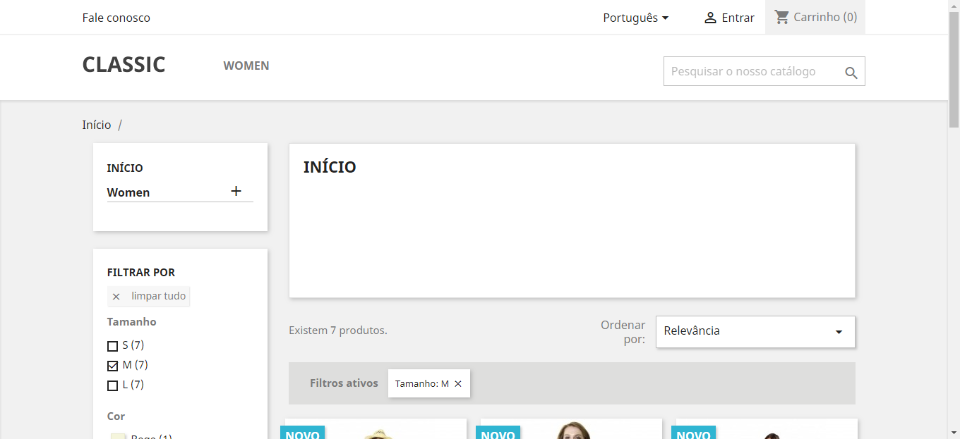 Fale conosco
Português
Entrar
Carrinho (0)
CLASSIC
WOMEN
Pesquisar o nosso catálogo
Início /
INÍCIO
Women
INÍCIO
FILTRAR POR
limpar tudo
Tamanho
S (7)
M (7)
L (7)
Cor
Bege (1)
Existem 7 produtos.
Ordenar
por:
Relevância
Filtros ativos
Tamanho: M
NOVO
NOVO
NOVO